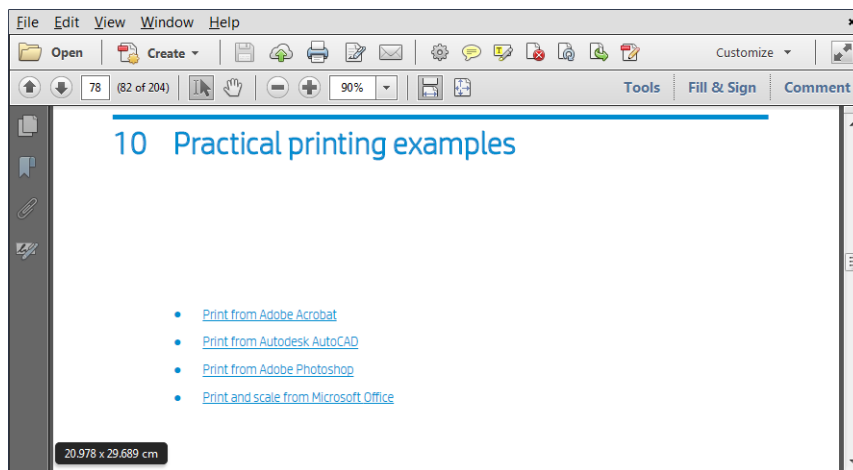 File Edit View Window Help
Open Create Customize
78 (82 of 204) 90% Tools Fill & Sign Comment
10 Practical printing examples
• Print from Adobe Acrobat
• Print from Autodesk AutoCAD
• Print from Adobe Photoshop
• Print and scale from Microsoft Office
20.978 x 29.689 cm